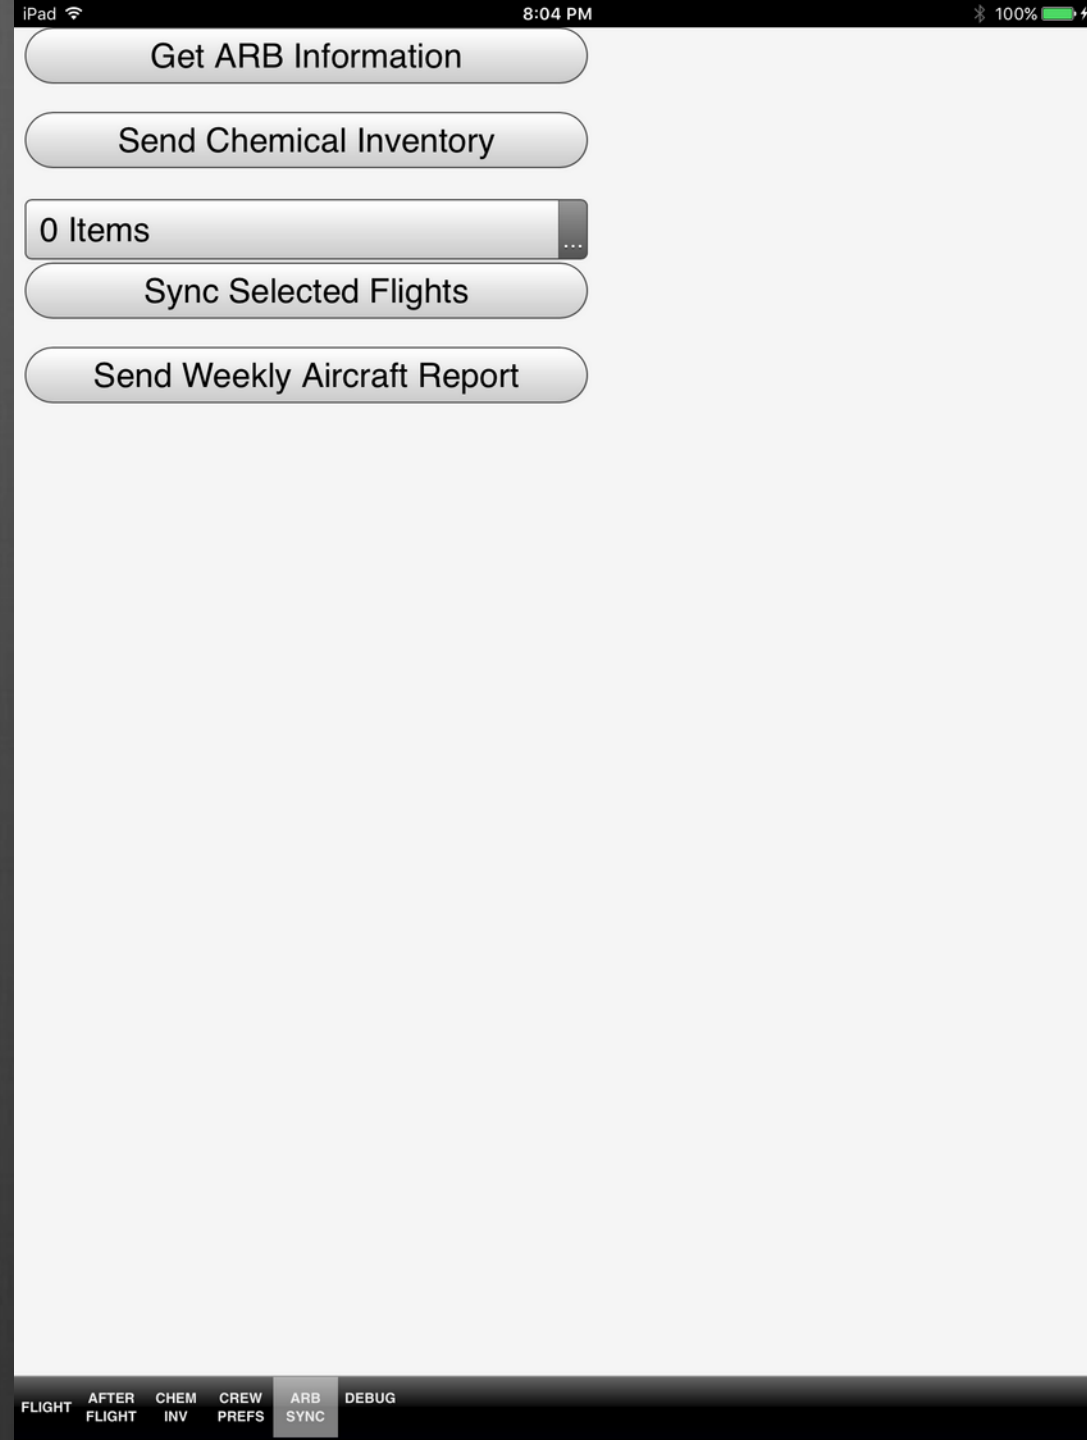 iPad 8:04 PM 100%
Get ARB Information
Send Chemical Inventory
0 Items ...
Sync Selected Flights
Send Weekly Aircraft Report
FLIGHT
AFTER
FLIGHT
CHEM
INV
CREW
PREFS
ARB
SYNC
DEBUG